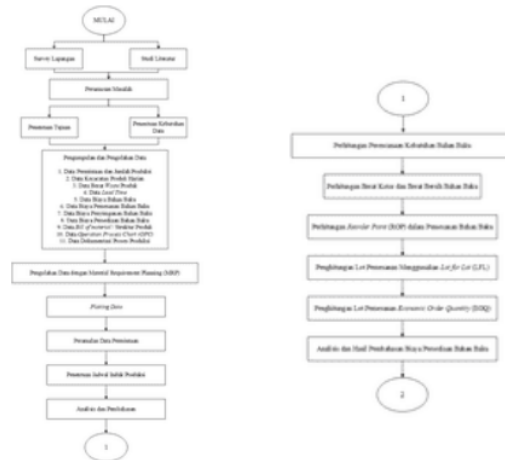 MULAI
Survey Lapangan
Studi Literatur
Perumusan Masalah
Penentuan Tujuan
Penentuan Kebutuhan
Data
Pengumpulan dan Pengolahan Data
1. Data Permintaan dan Jumlah Produksi
2. Data Kecacatan Produk Harian
3. Data Berat Waste Produk
4. Data Lead Time
5. Data Biaya Bahan Baku
6. Data Biaya Pemesanan Bahan Baku
7. Data Biaya Penyimpanan Bahan Baku
8. Data Biaya Persediaan Bahan Baku
9. Data Bill of material / Struktur Produk
10. Data Operation Process Chart (OPC)
11. Data Dokumentasi Proses Produksi
Pengolahan Data dengan Material Requirement Planning (MRP)
Plotting Data
Peramalan Data Permintaan
Penentuan Jadwal Induk Produksi
Analisis dan Pembahasan
1
1
Perhitungan Perencanaan Kebutuhan Bahan Baku
Perhitungan Berat Kotor dan Berat Bersih Bahan Baku
Perhitungan Reorder Point (ROP) dalam Pemesanan Bahan Baku
Penghitungan Lot Pemesanan Menggunakan Lot for Lot (LFL)
Penghitungan Lot Pemesanan Economic Order Quantity (EOQ)
Analisis dan Hasil Pembahasan Biaya Persediaan Bahan Baku
2